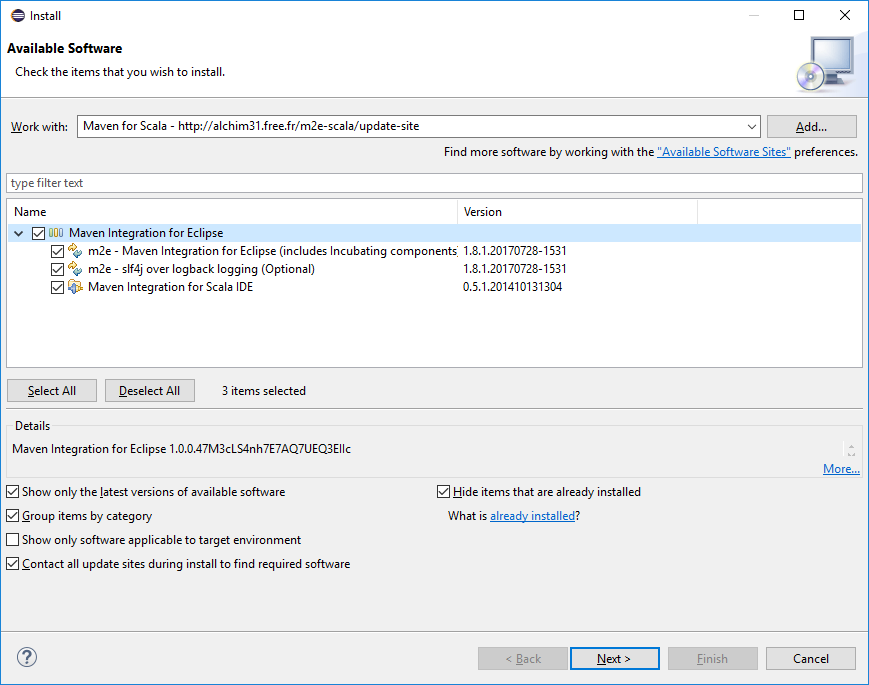 Install
Available Software
Check the items that you wish to install.
Work with: Maven for Scala - http://alchim31.free.fr/m2e-scala/update-site Add...
Find more software by working with the "Available Software Sites" preferences.
type filter text
Name Version
Maven Integration for Eclipse
m2e - Maven Integration for Eclipse (includes Incubating components 1.8.1.20170728-1531
m2e - slf4j over logback logging (Optional) 1.8.1.20170728-1531
Maven Integration for Scala IDE 0.5.1.201410131304
Select All Deselect All 3 items selected
Details
Maven Integration for Eclipse 1.0.0.47M3cLS4nh7E7AQ7UEQ3EIIc
More...
Show only the latest versions of available software Hide items that are already installed
Group items by category What is already installed?
Show only software applicable to target environment
Contact all update sites during install to find required software
? < Back Next > Finish Cancel